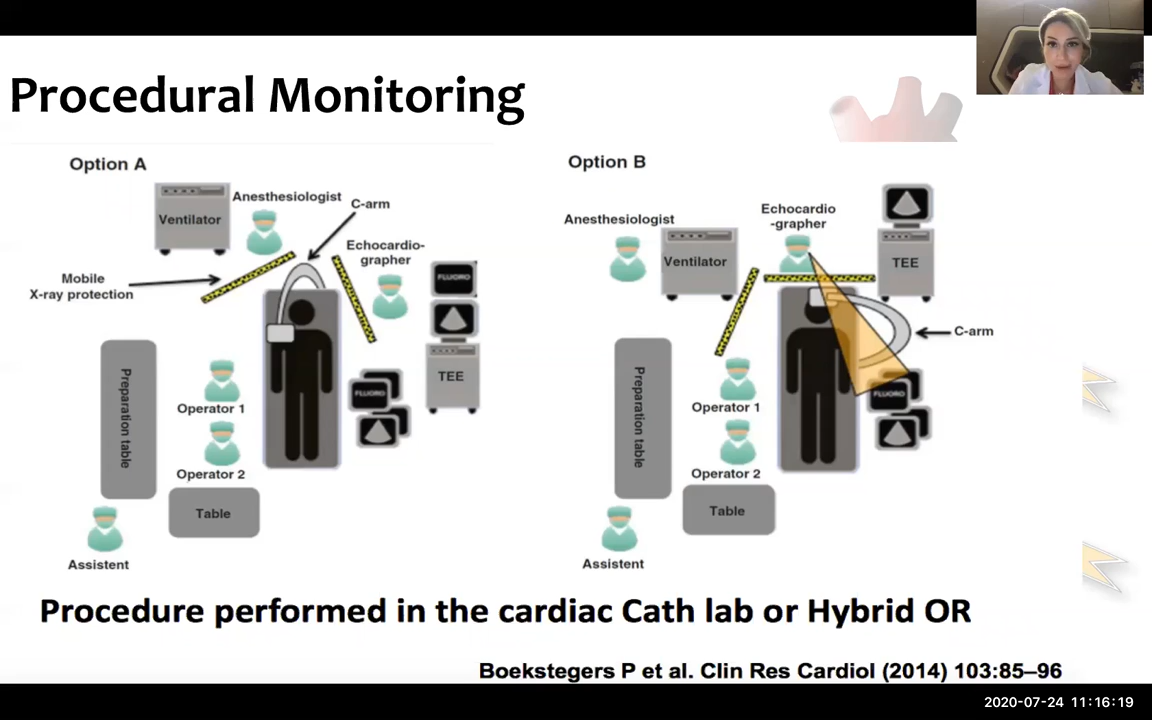 Procedural Monitoring
Option A
Ventilator
Anesthesiologist
C-arm
Echocardio-
grapher
Mobile
X-ray protection
FLUORO
TEE
Preparation table
Operator 1
FLUORO
Operator 2
Table
Assistent
Option B
Anesthesiologist
Ventilator
Echocardio
-grapher
TEE
C-arm
Preparation table
Operator 1
FLUORO
Operator 2
Table
Assistent
Procedure performed in the cardiac Cath lab or Hybrid OR
Boekstegers P et al. Clin Res Cardiol (2014) 103:85–96
2020-07-24 11:16:19